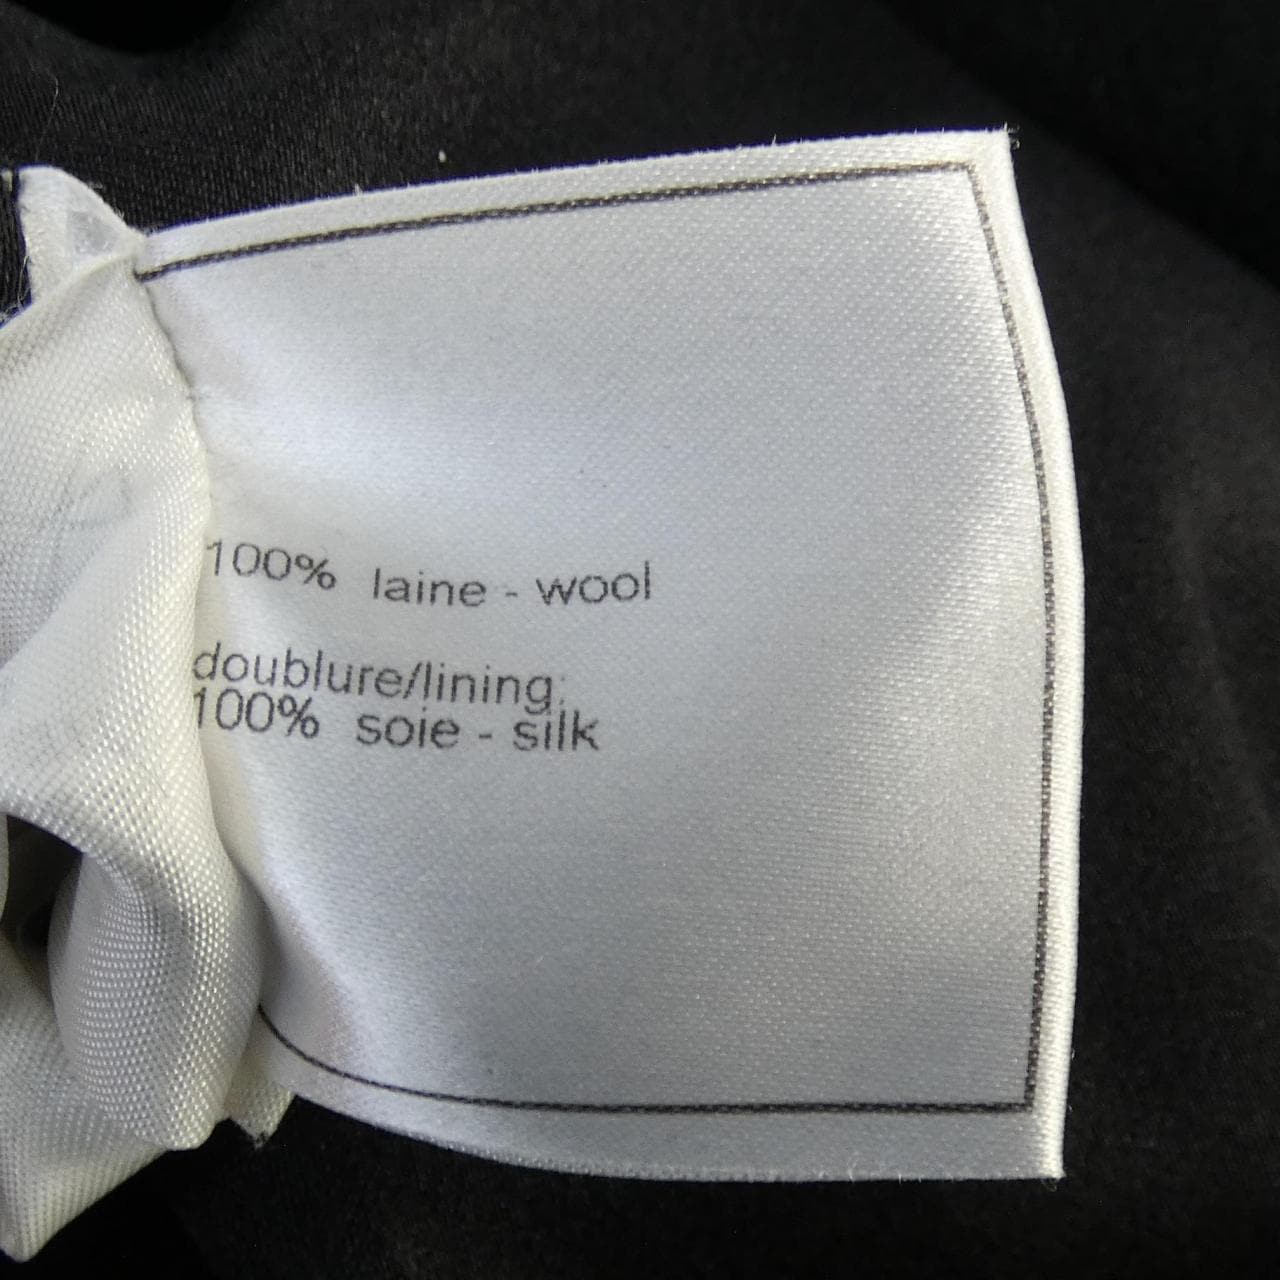 100% laine - wool
doublure/lining:
100% soie - silk